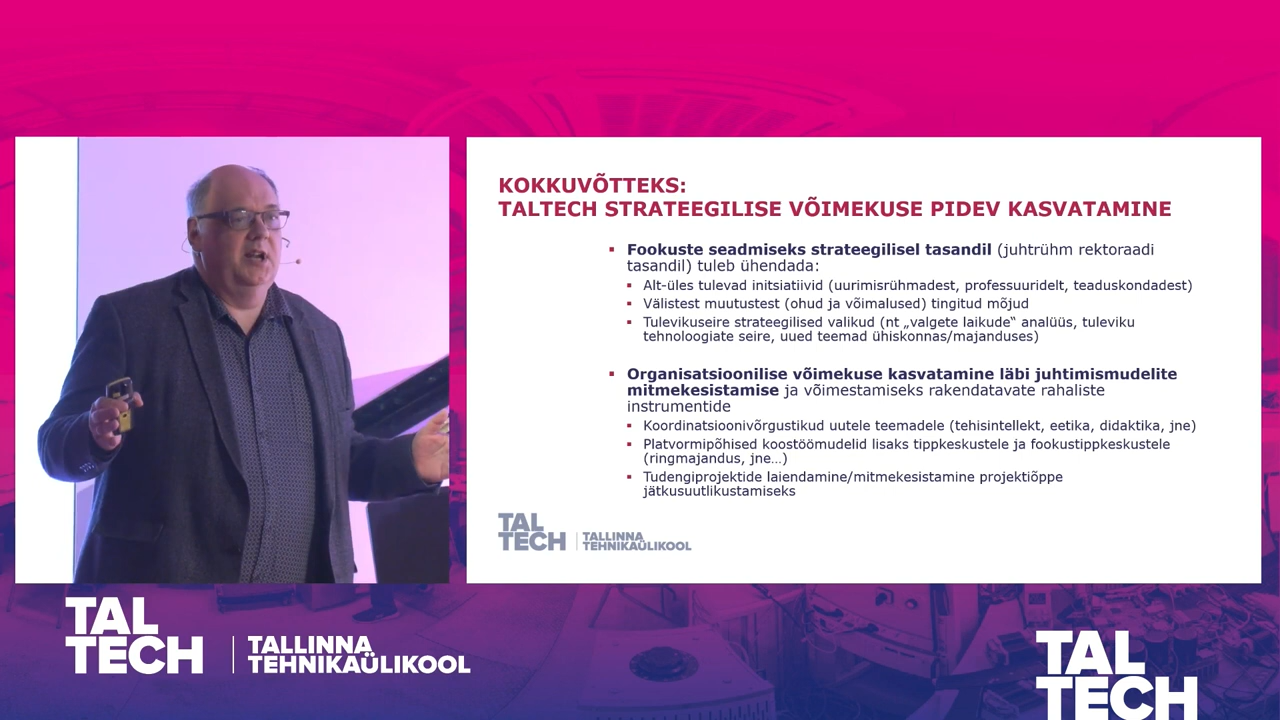 KOKKUVÕTTEKS:
TALTECH STRATEEGILISE VÕIMEKUSE PIDEV KASVATAMINE
▪ Fookuste seadmiseks strateegilisel tasandil (juhtrühm rektoraadi
tasandil) tuleb ühendada:
▪ Alt-üles tulevad initsiatiivid (uurimisrühmadest, professuuridelt, teaduskondadest)
▪ Välistest muutustest (ohud ja võimalused) tingitud mõjud
▪ Tulevikuseire strateegilised valikud (nt „valgete laikude“ analüüs, tuleviku
tehnoloogiate seire, uued teemad ühiskonnas/majanduses)
▪ Organisatsioonilise võimekuse kasvatamine läbi juhtimismudelite
mitmekesistamise ja võimestamiseks rakendatavate rahaliste
instrumentide
▪ Koordinatsioonivõrgustikud uutele teemadele (tehisintellekt, eetika, didaktika, jne)
▪ Platvormipõhised koostöömudelid lisaks tippkeskustele ja fookustippkeskustele
(ringmajandus, jne…)
▪ Tudengiprojektide laiendamine/mitmekesistamine projektiõppe
jätkusuutlikustamiseks
TAL
TECH
TALLINNA
TEHNIKAÜLIKOOL
TAL
TECH
TALLINNA
TEHNIKAÜLIKOOL
TAL
TECH